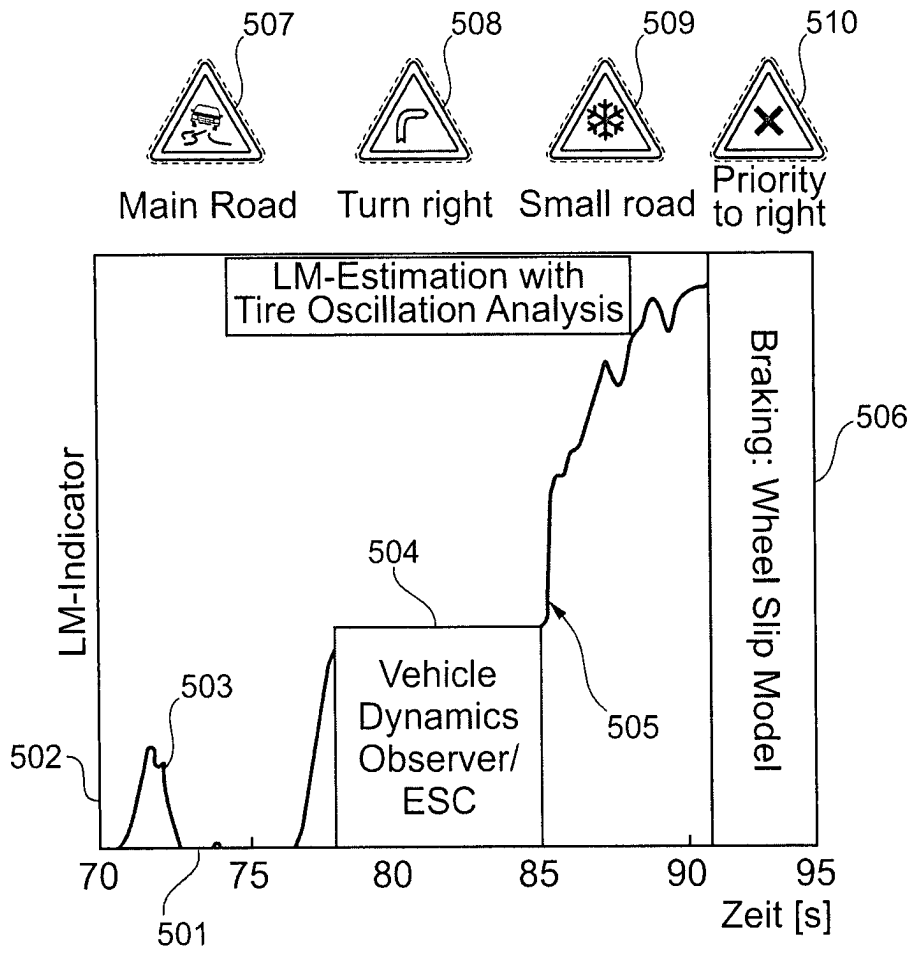 507
508
509
510
Main Road
Turn right
Small road
Priority
to right
LM-Estimation with
Tire Oscillation Analysis
Braking: Wheel Slip Model
506
LM-Indicator
504
Vehicle
Dynamics
Observer/
ESC
503
505
502
70
75
80
85
90
95
Zeit [s]
501